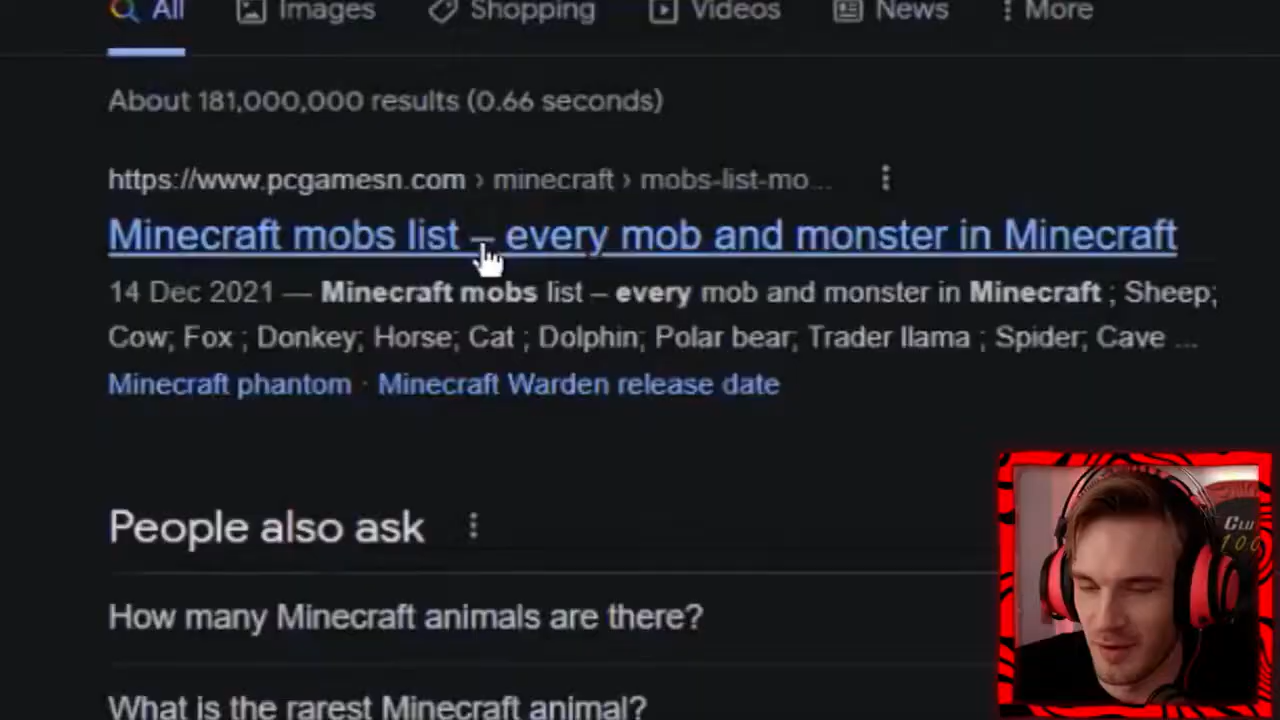 All Images Shopping Videos News More
About 181,000,000 results (0.66 seconds)
https://www.pcgamesn.com › minecraft › mobs-list-mo...
Minecraft mobs list – every mob and monster in Minecraft
14 Dec 2021 — Minecraft mobs list – every mob and monster in Minecraft ; Sheep;
Cow; Fox ; Donkey; Horse; Cat ; Dolphin; Polar bear; Trader llama ; Spider; Cave ...
Minecraft phantom · Minecraft Warden release date
People also ask
How many Minecraft animals are there?
What is the rarest Minecraft animal?
100